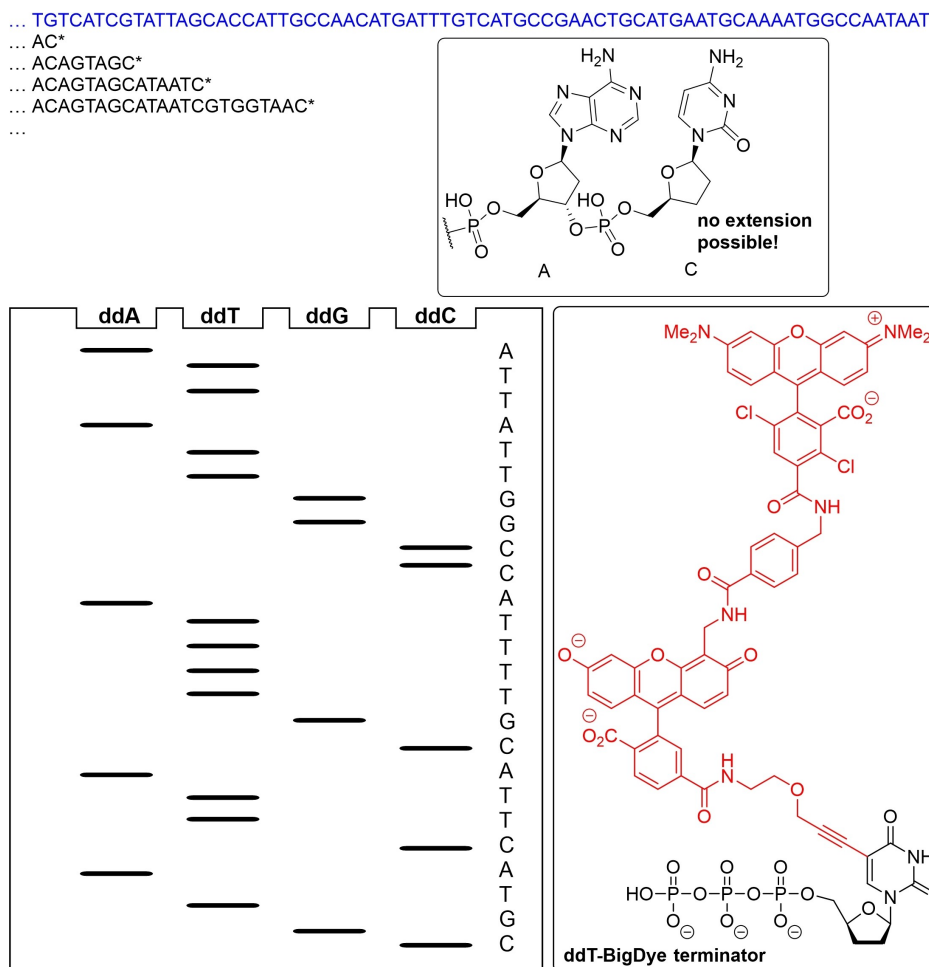 ... TGTCATCGTATTAGCACCATTGCCAACATGATTTGTCATGCCGAACTGCATGAATGCAAAATGGCCAATAAT
... AC*
... ACAGTAGC*
... ACAGTAGCATAATC*
... ACAGTAGCATAATCGTGGTAAC*
...
H₂N
NH₂
N
N
N
N
N
N
O
O
O
HO
O
P
O
O
HO
P
O
O
no extension
possible!
A
C
ddA ddT ddG ddC
A
T
T
A
T
T
G
G
C
C
A
T
T
T
T
G
C
A
T
T
C
A
T
G
C
Me₂N
O
⊕
NMe₂
Cl
CO₂
⊖
Cl
O
NH
O
NH
⊖
O
O
O
⊖
O₂C
H
N
O
O
O
NH
N
O
O
O
O
HO
P
O
P
O
P
O
O⊖
O⊖
O⊖
ddT-BigDye terminator